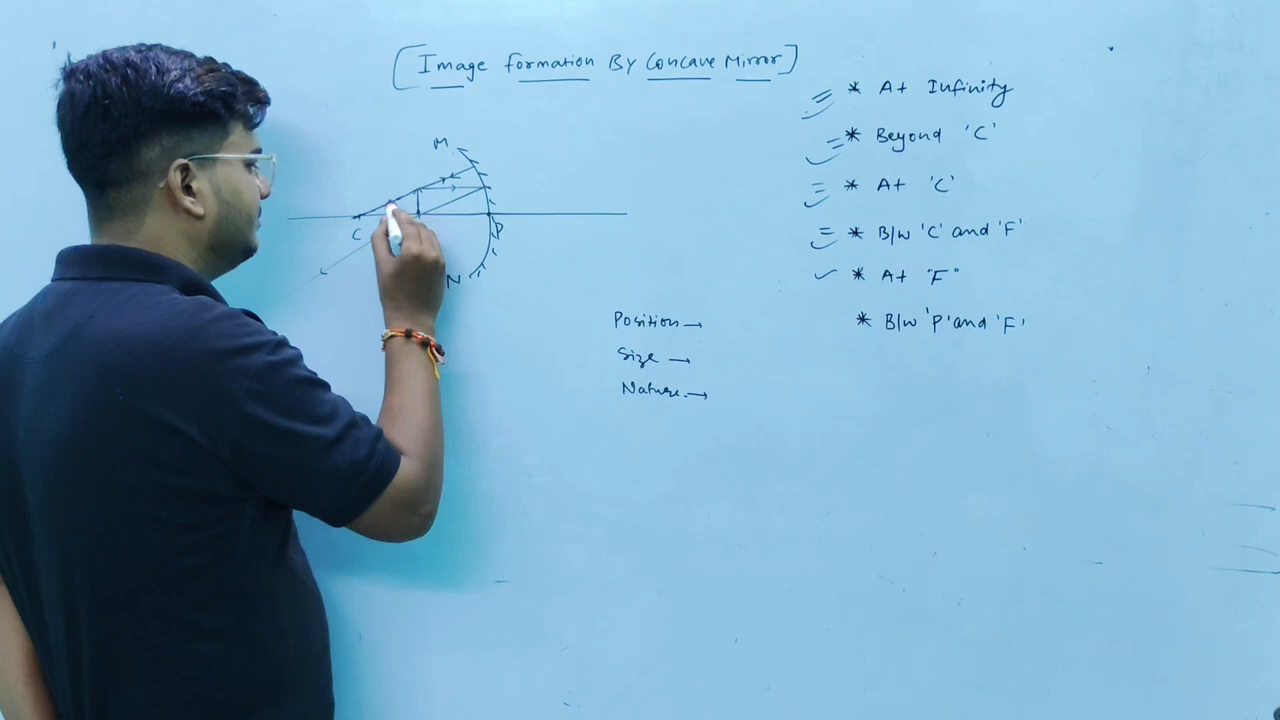 [Image formation By Concave Mirror]
* At Infinity
* Beyond 'C'
* At 'C'
* B/w 'C' and 'F'
* At 'F'
* B/w 'P' and 'F'
M
C
P
N
Position →
Size →
Nature. →